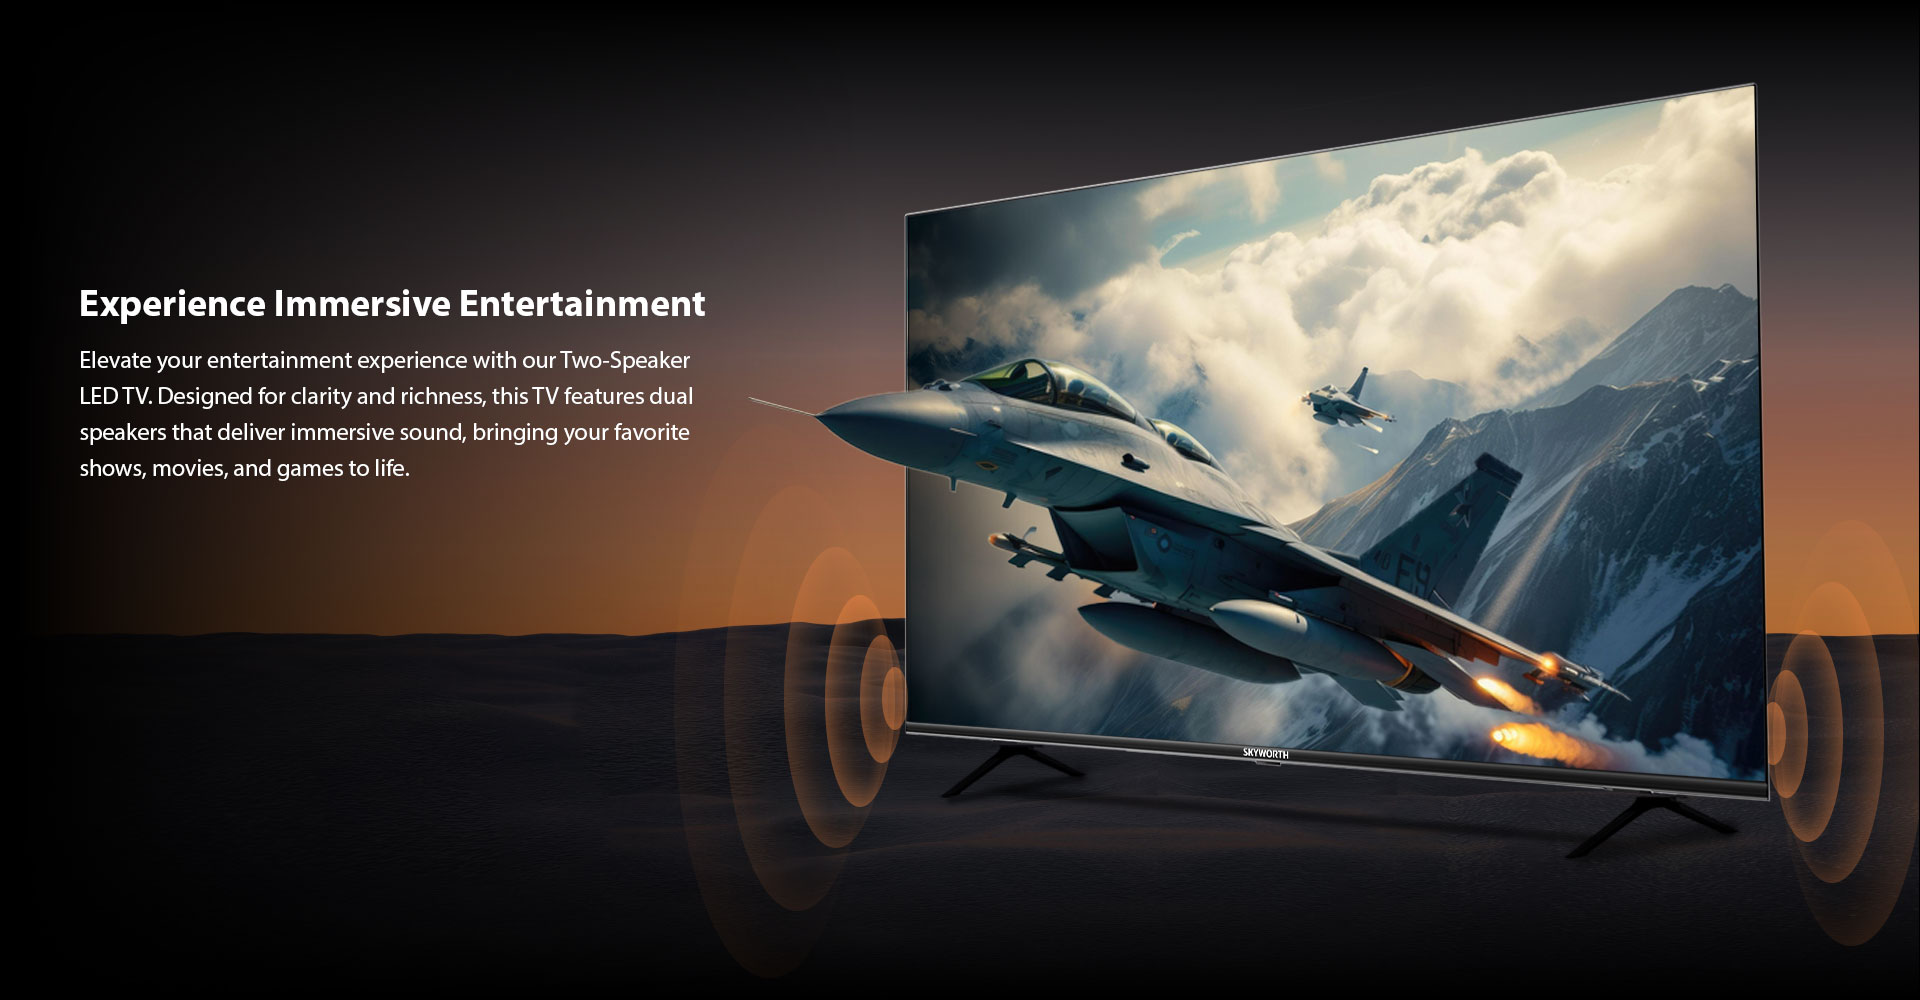 Experience Immersive Entertainment
Elevate your entertainment experience with our Two-Speaker
LED TV. Designed for clarity and richness, this TV features dual
speakers that deliver immersive sound, bringing your favorite
shows, movies, and games to life.
SKYWORTH